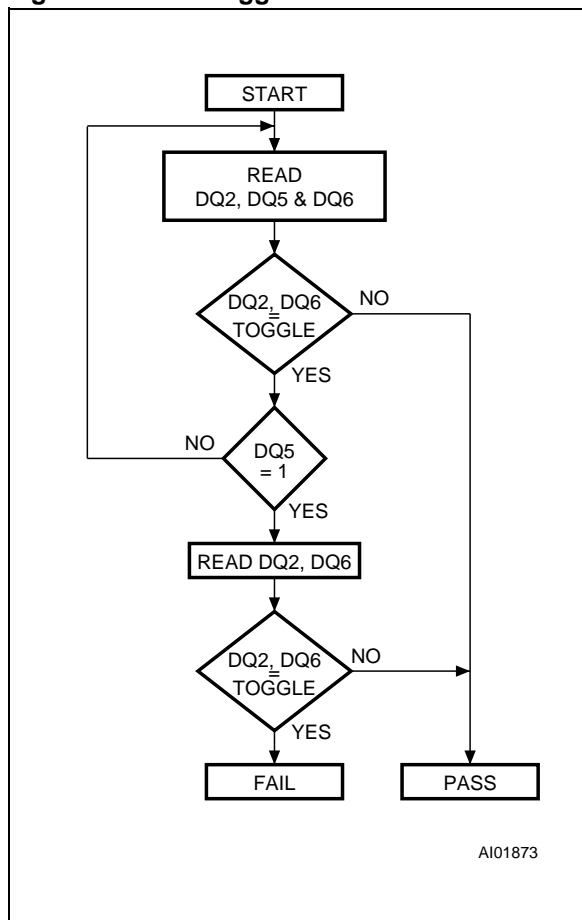 START
READ
DQ2, DQ5 & DQ6
DQ2, DQ6
=
TOGGLE
NO
YES
NO
DQ5
= 1
YES
READ DQ2, DQ6
DQ2, DQ6
=
TOGGLE
NO
YES
FAIL
PASS
AI01873